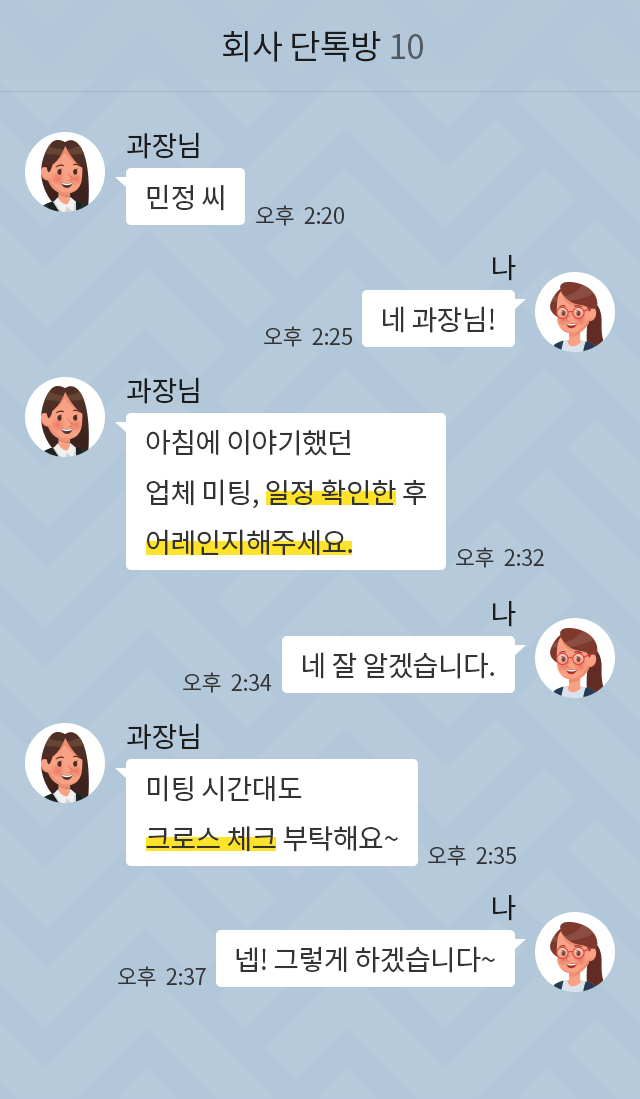 회사 단톡방 10
과장님
민정 씨
오후 2:20
나
네 과장님!
오후 2:25
과장님
아침에 이야기했던
업체 미팅, 일정 확인한 후
어레인지해주세요.
오후 2:32
나
네 잘 알겠습니다.
오후 2:34
과장님
미팅 시간대도
크로스 체크 부탁해요~
오후 2:35
나
넵! 그렇게 하겠습니다~
오후 2:37